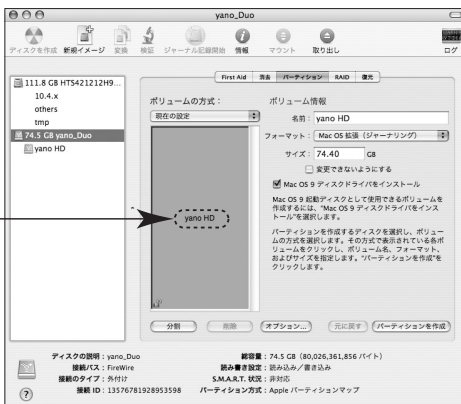 yano_Duo
ディスクを作成 新規イメージ 変換 検証 ジャーナル記録開始 情報 マウント 取り出し ログ
111.8 GB HTS421212H9...
10.4.x
others
tmp
74.5 GB yano_Duo
yano HD
First Aid 消去 パーティション RAID 復元
ボリュームの方式：
現在の設定
yano HD
ボリューム情報
名前： yano HD
フォーマット： Mac OS 拡張（ジャーナリング）
サイズ： 74.40 GB
変更できないようにする
Mac OS 9 ディスクドライバをインストール
Mac OS 9 起動ディスクとして使用できるボリュームを
作成するには、"Mac OS 9 ディスクドライバをインス
トール"を選択します。
パーティションを作成するディスクを選択し、ボリュー
ムの方式を選択します。その方式で表示されている各ボ
リュームをクリックし、ボリューム名、フォーマット、
およびサイズを指定します。"パーティションを作成"を
クリックします。
分割 削除 オプション... 元に戻す パーティションを作成
ディスクの説明：yano_Duo
接続バス：FireWire
接続のタイプ：外付け
接続 ID：13576781928953598
総容量：74.5 GB（80,026,361,856 バイト）
読み書き設定：読み込み／書き込み
S.M.A.R.T. 状況：非対応
パーティション方式：Apple パーティションマップ